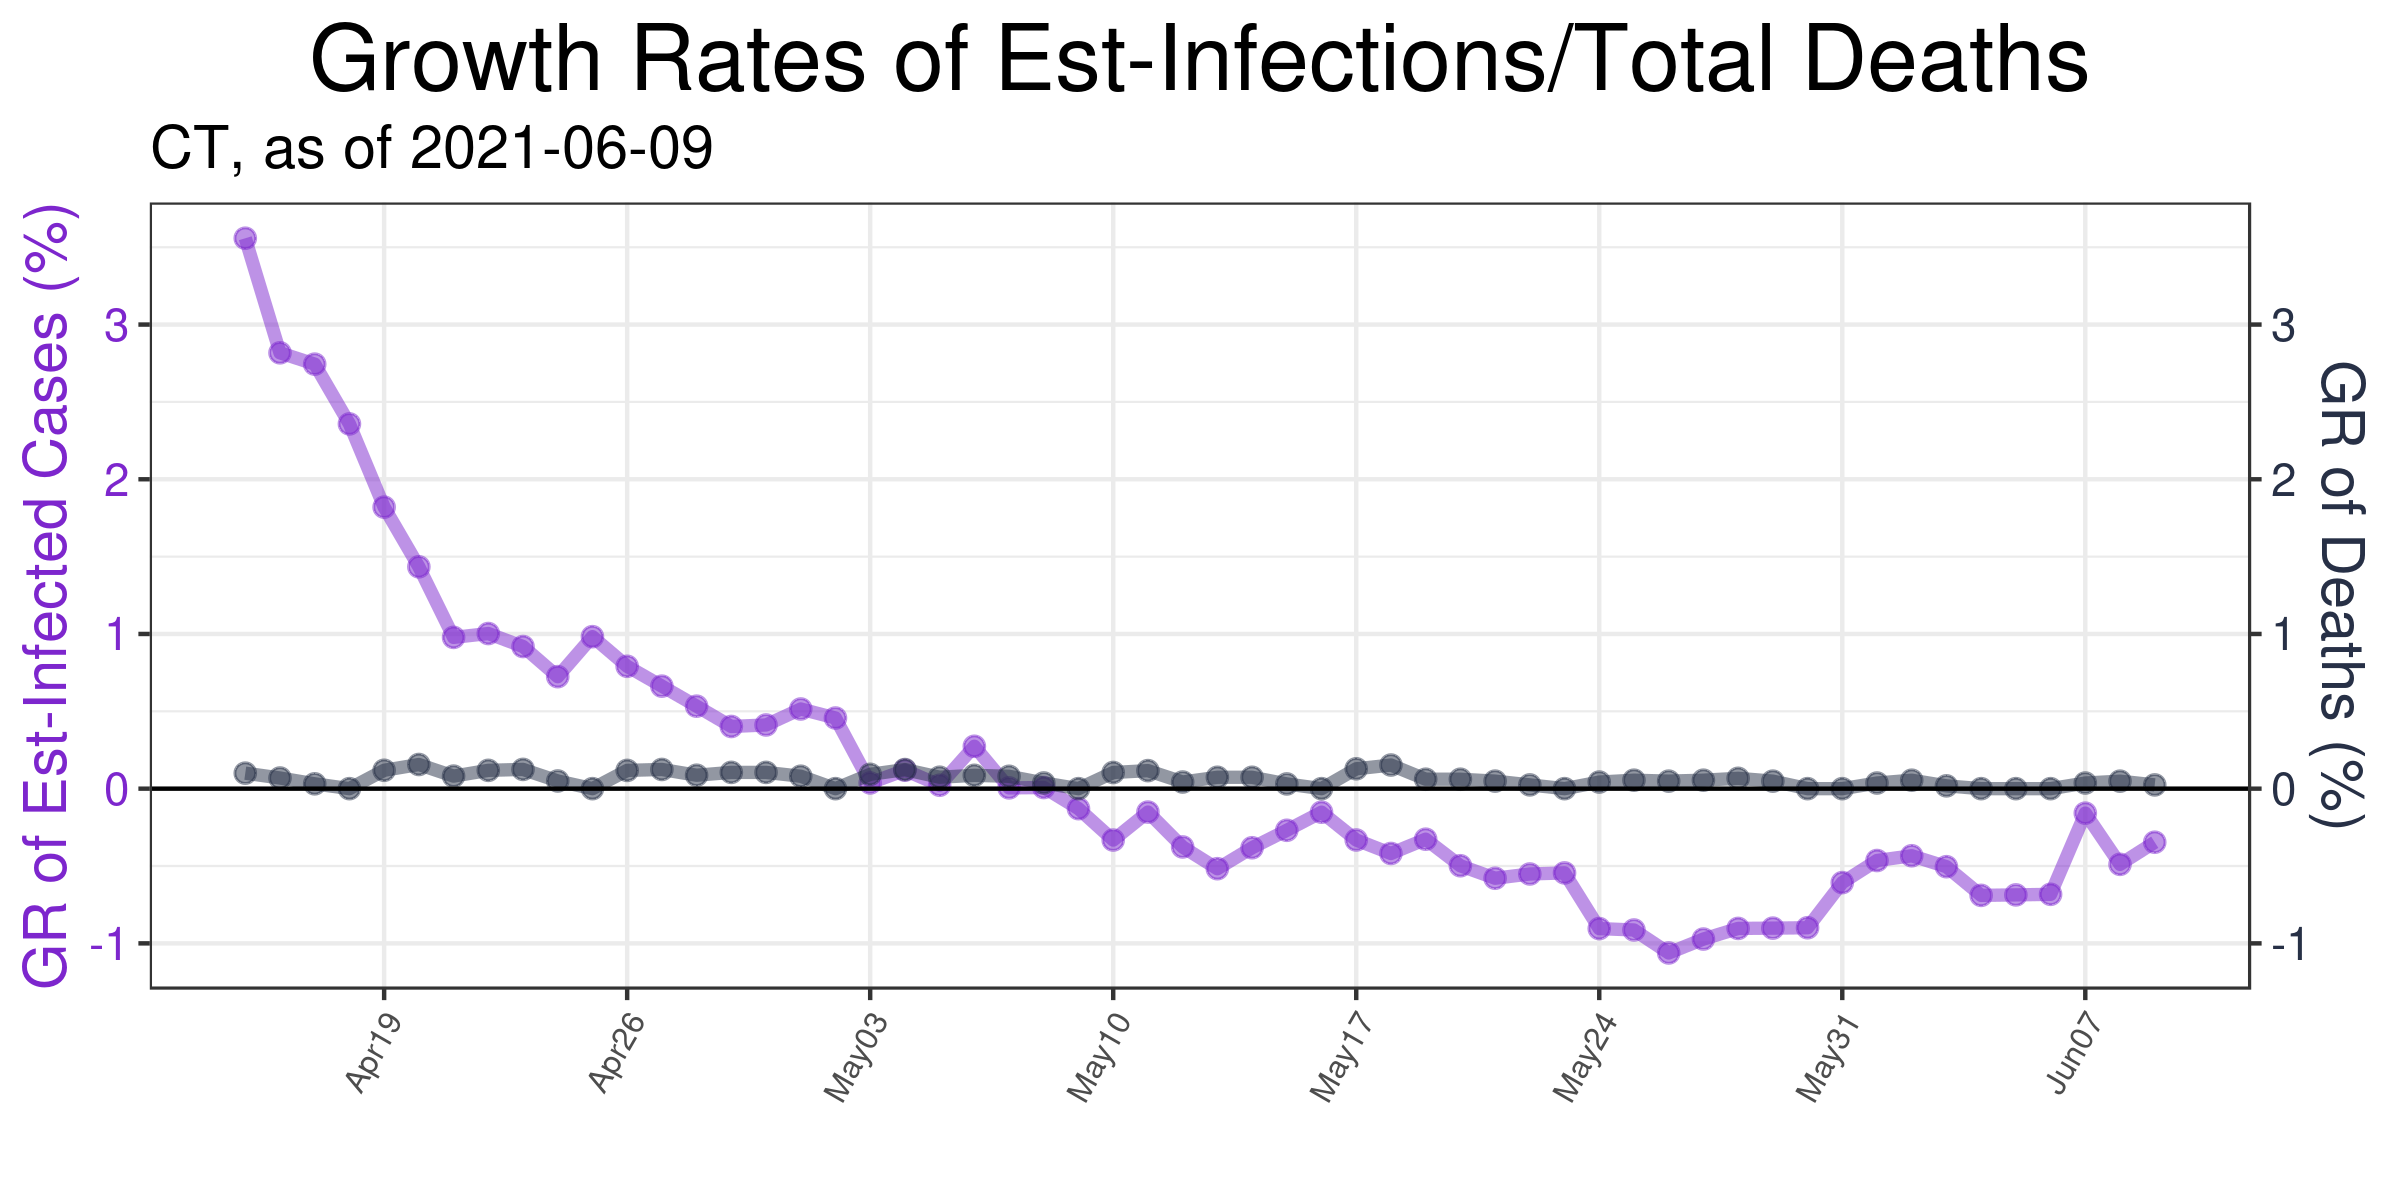 Growth Rates of Est-Infections/Total Deaths
CT, as of 2021-06-09
GR of Est-Infected Cases (%)
3
2
1
0
-1
3
2
1
0
-1
GR of Deaths (%)
Apr19
Apr26
May03
May10
May17
May24
May31
Jun07